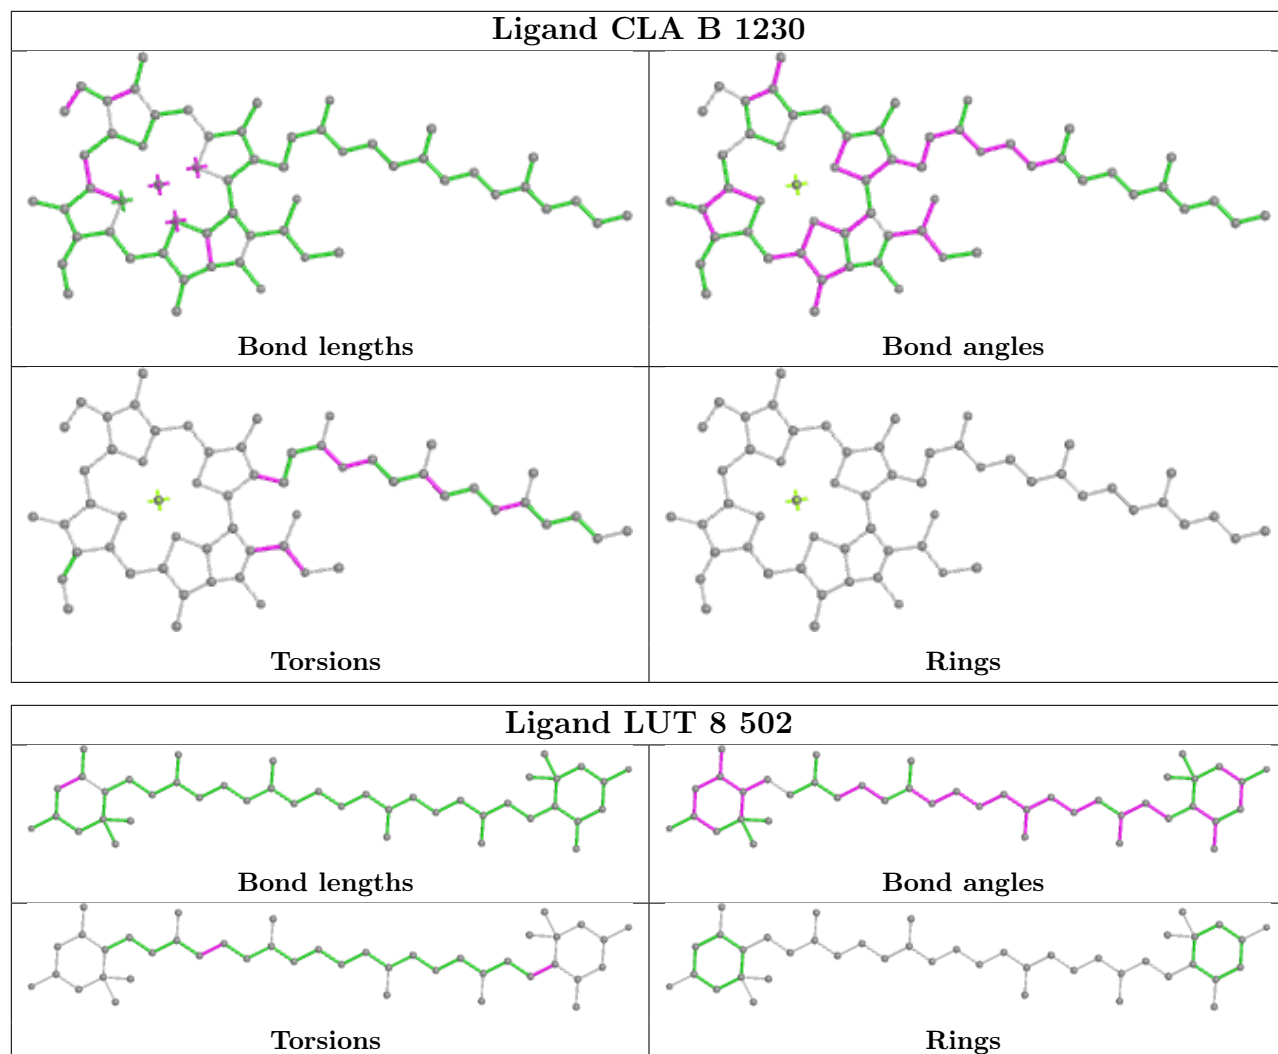 Ligand CLA B 1230
Bond lengths
Bond angles
Torsions
Rings
Ligand LUT 8 502
Bond lengths
Bond angles
Torsions
Rings